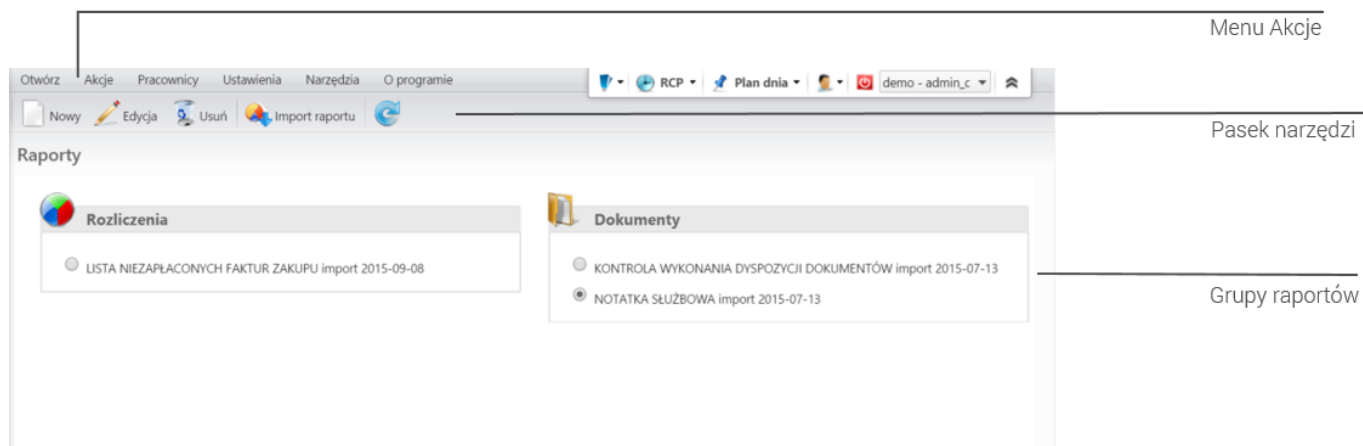 Menu Akcje
Otwórz Akcje Pracownicy Ustawienia Narzędzia O programie
RCP Plan dnia demo - admin_c
Nowy Edycja Usuń Import raportu
Pasek narzędzi
Raporty
Rozliczenia
LISTA NIEZAPŁACONYCH FAKTUR ZAKUPU import 2015-09-08
Dokumenty
KONTROLA WYKONANIA DYSPOZYCJI DOKUMENTÓW import 2015-07-13
NOTATKA SŁUŻBOWA import 2015-07-13
Grupy raportów